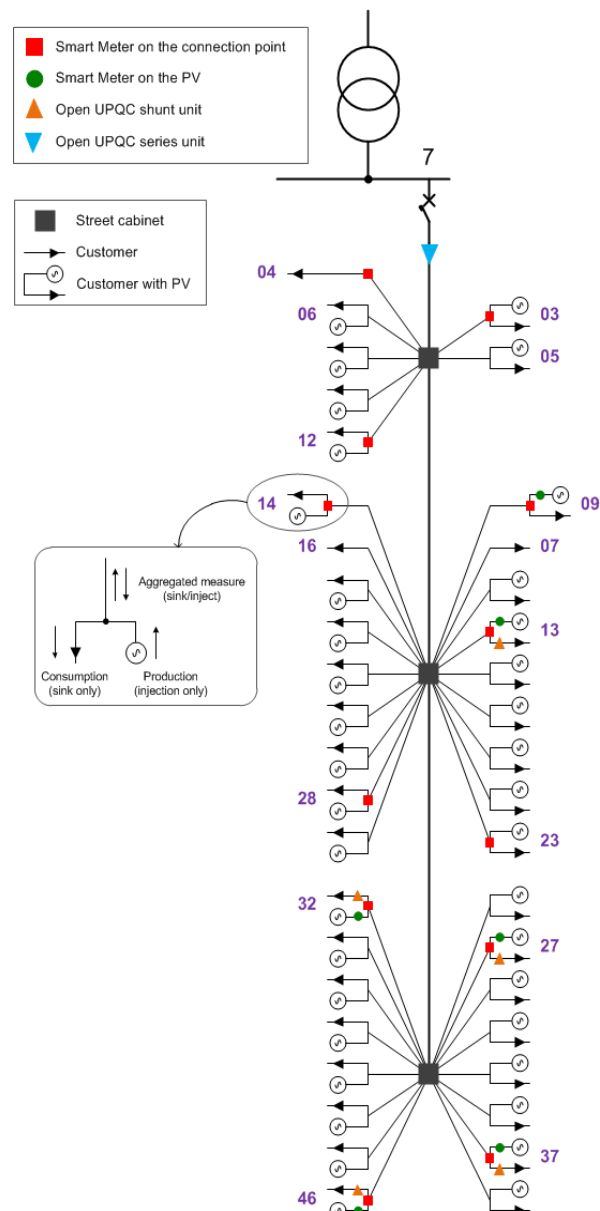 Smart Meter on the connection point
Smart Meter on the PV
Open UPQC shunt unit
Open UPQC series unit
7
Street cabinet
Customer
Customer with PV
04
06
03
05
12
14
09
16
07
Aggregated measure
(sink/inject)
13
Consumption
(sink only)
Production
(injection only)
28
23
32
27
37
46